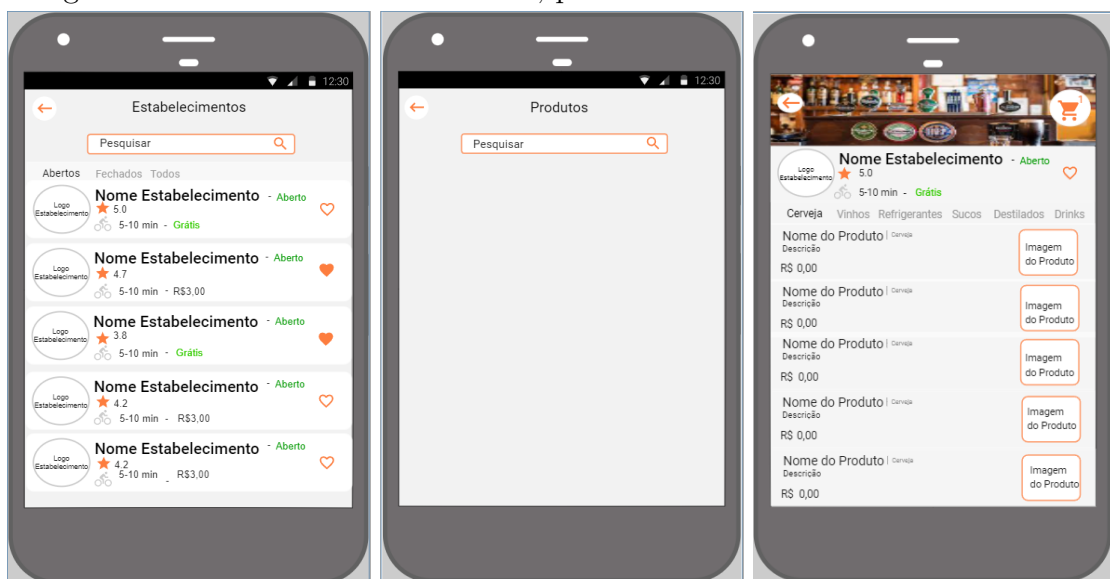 12:30
Estabelecimentos
Pesquisar
Abertos Fechados Todos
Logo
Estabelecimento
Nome Estabelecimento - Aberto
5.0
5-10 min - Grátis
Logo
Estabelecimento
Nome Estabelecimento - Aberto
4.7
5-10 min - R$3,00
Logo
Estabelecimento
Nome Estabelecimento - Aberto
3.8
5-10 min - Grátis
Logo
Estabelecimento
Nome Estabelecimento - Aberto
4.2
5-10 min - R$3,00
Logo
Estabelecimento
Nome Estabelecimento - Aberto
4.2
5-10 min - R$3,00
12:30
Produtos
Pesquisar
1
Logo
Estabelecimento
Nome Estabelecimento - Aberto
5.0
5-10 min - Grátis
Cerveja Vinhos Refrigerantes Sucos Destilados Drinks
Nome do Produto | Cerveja
Descrição
R$ 0,00
Imagem
do Produto
Nome do Produto | Cerveja
Descrição
R$ 0,00
Imagem
do Produto
Nome do Produto | Cerveja
Descrição
R$ 0,00
Imagem
do Produto
Nome do Produto | Cerveja
Descrição
R$ 0,00
Imagem
do Produto
Nome do Produto | Cerveja
Descrição
R$ 0,00
Imagem
do Produto